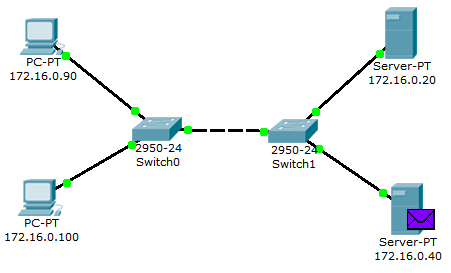 PC-PT
172.16.0.90
Server-PT
172.16.0.20
2950-24
Switch0
2950-24
Switch1
PC-PT
172.16.0.100
Server-PT
172.16.0.40